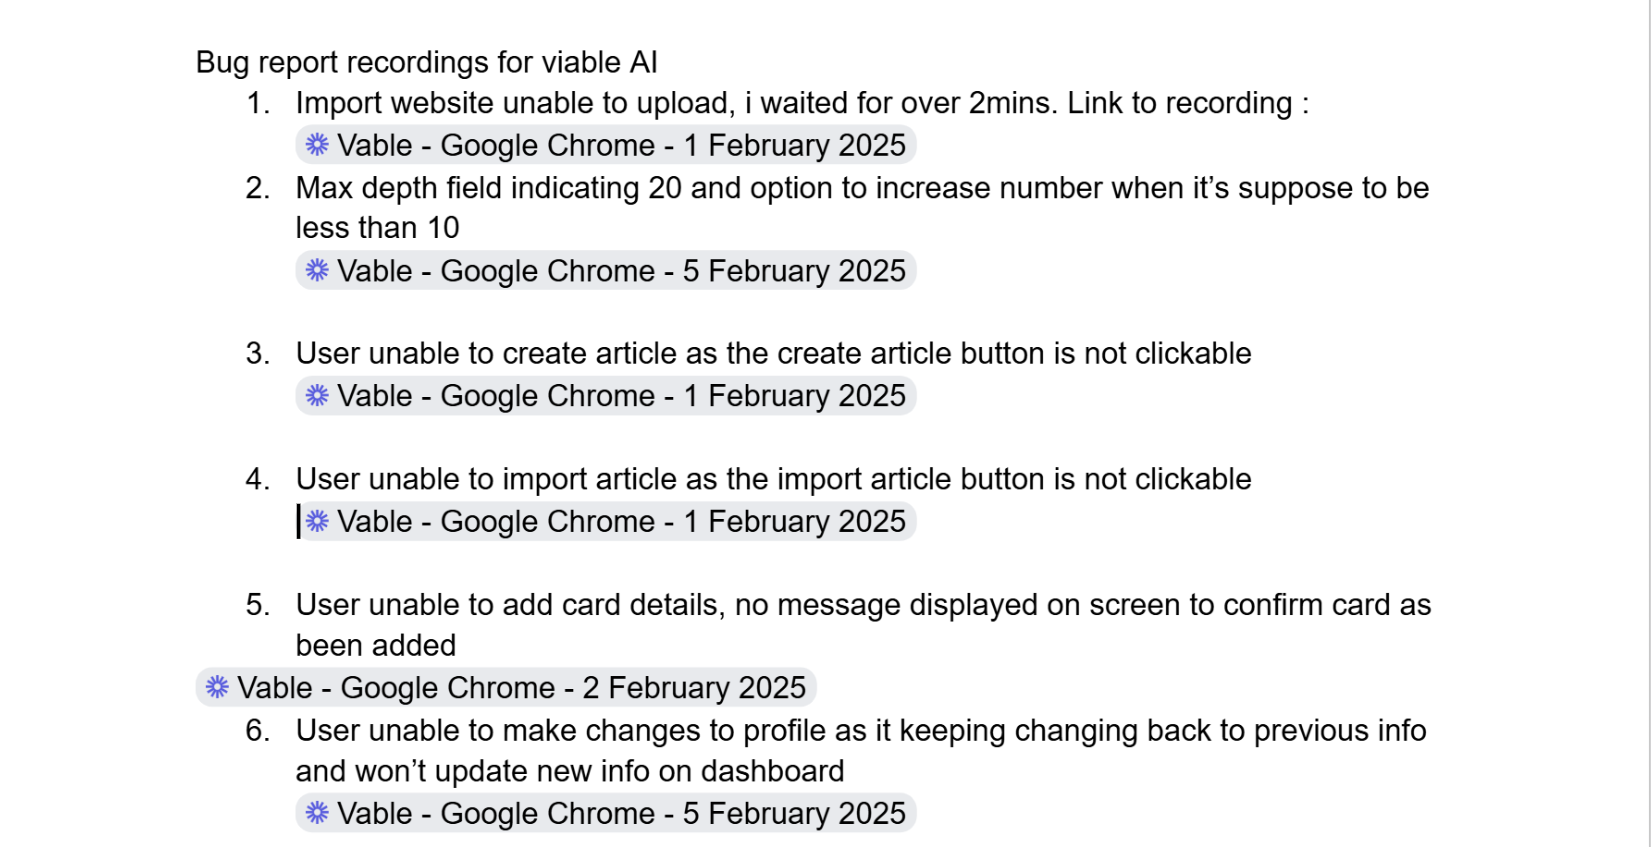 Bug report recordings for viable AI
1. Import website unable to upload, i waited for over 2mins. Link to recording :
Vable - Google Chrome - 1 February 2025
2. Max depth field indicating 20 and option to increase number when it’s suppose to be
less than 10
Vable - Google Chrome - 5 February 2025
3. User unable to create article as the create article button is not clickable
Vable - Google Chrome - 1 February 2025
4. User unable to import article as the import article button is not clickable
Vable - Google Chrome - 1 February 2025
5. User unable to add card details, no message displayed on screen to confirm card as
been added
Vable - Google Chrome - 2 February 2025
6. User unable to make changes to profile as it keeping changing back to previous info
and won’t update new info on dashboard
Vable - Google Chrome - 5 February 2025